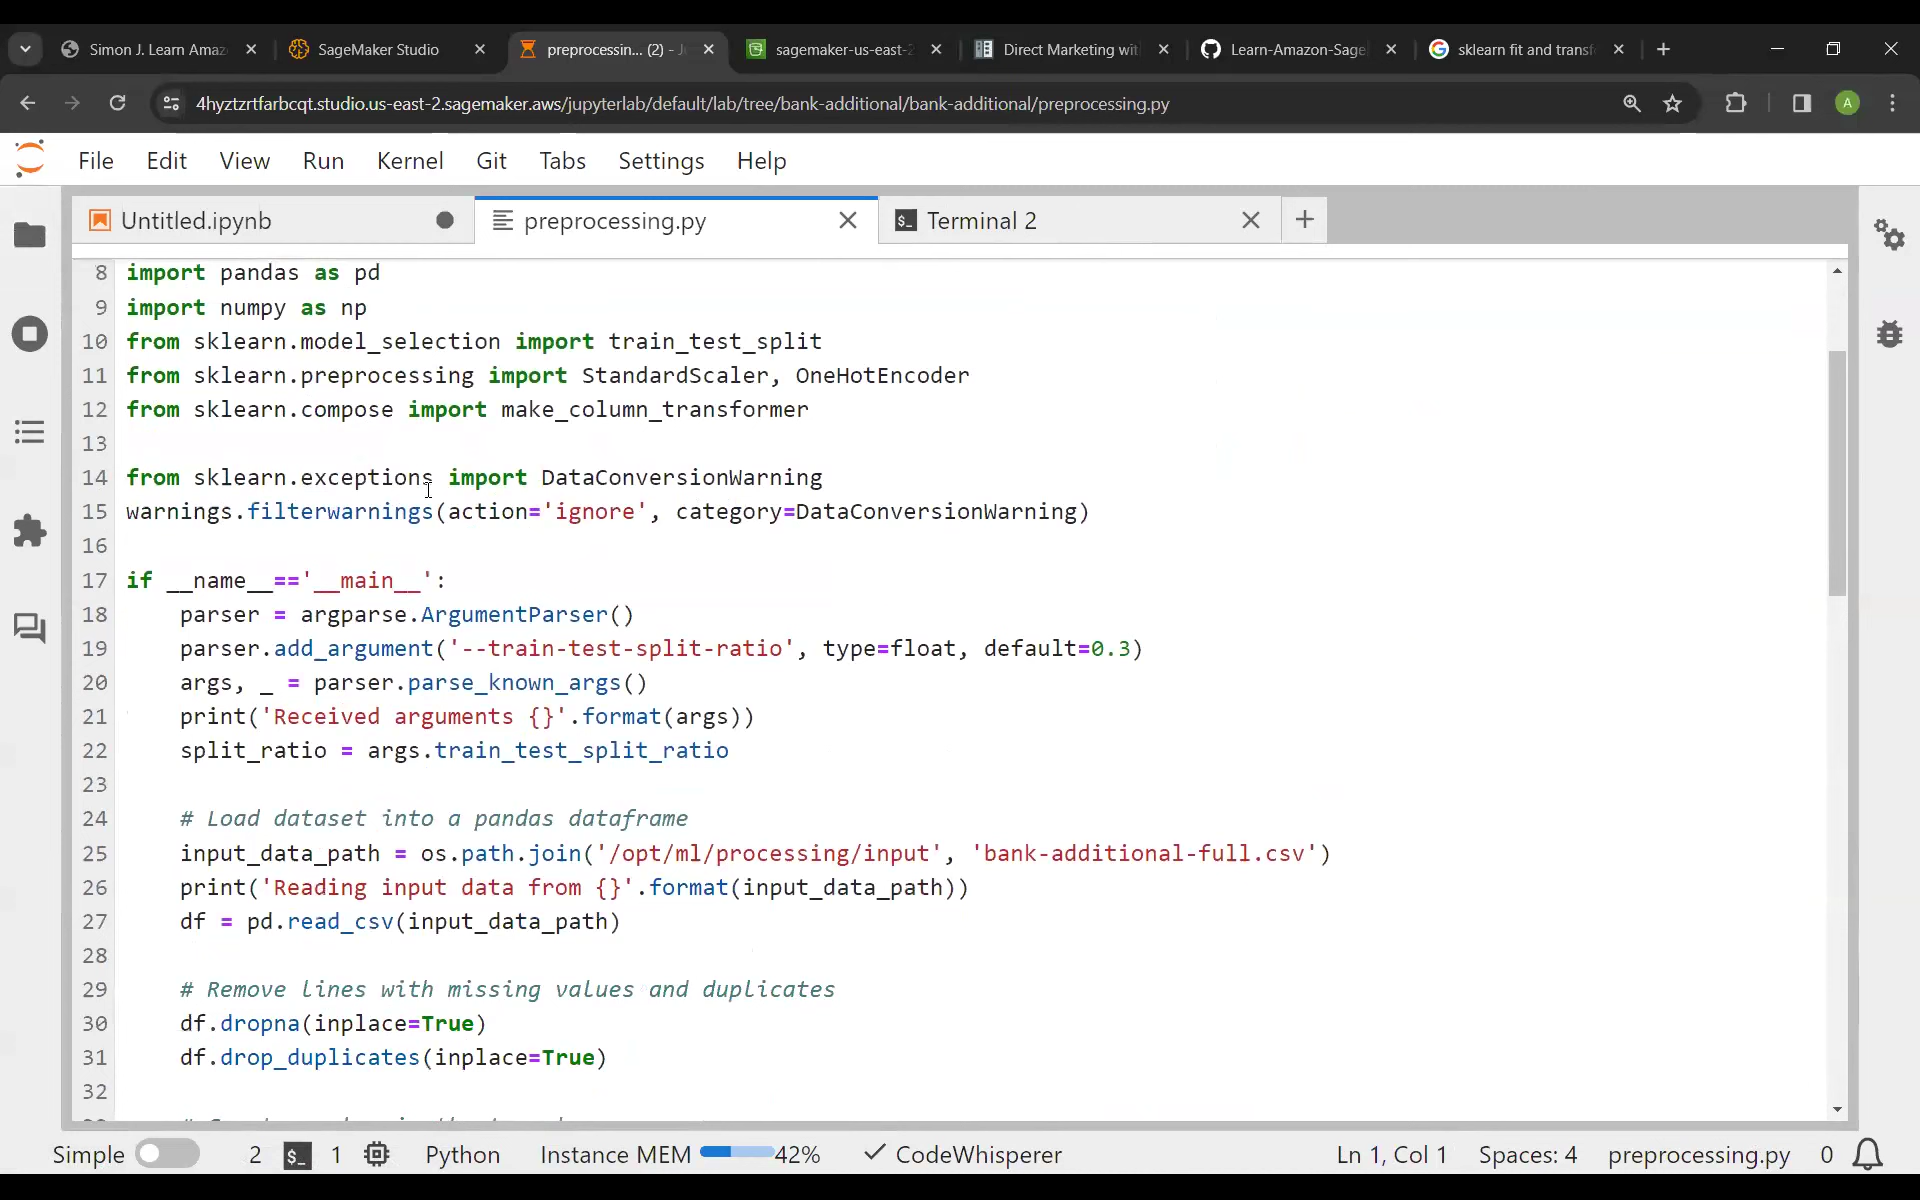 Simon J. Learn Amaz
SageMaker Studio
preprocessin... (2) - Ju
sagemaker-us-east-2
Direct Marketing wit
Learn-Amazon-Sage
sklearn fit and transf
4hyztzrtfarbcqt.studio.us-east-2.sagemaker.aws/jupyterlab/default/lab/tree/bank-additional/bank-additional/preprocessing.py
A
File Edit View Run Kernel Git Tabs Settings Help
Untitled.ipynb
preprocessing.py
Terminal 2
8 import pandas as pd
9 import numpy as np
10 from sklearn.model_selection import train_test_split
11 from sklearn.preprocessing import StandardScaler, OneHotEncoder
12 from sklearn.compose import make_column_transformer
13
14 from sklearn.exceptions import DataConversionWarning
15 warnings.filterwarnings(action='ignore', category=DataConversionWarning)
16
17 if __name__=='__main__':
18 parser = argparse.ArgumentParser()
19 parser.add_argument('--train-test-split-ratio', type=float, default=0.3)
20 args, _ = parser.parse_known_args()
21 print('Received arguments {}'.format(args))
22 split_ratio = args.train_test_split_ratio
23
24 # Load dataset into a pandas dataframe
25 input_data_path = os.path.join('/opt/ml/processing/input', 'bank-additional-full.csv')
26 print('Reading input data from {}'.format(input_data_path))
27 df = pd.read_csv(input_data_path)
28
29 # Remove lines with missing values and duplicates
30 df.dropna(inplace=True)
31 df.drop_duplicates(inplace=True)
32
Simple 2 $_ 1 Python Instance MEM 42% CodeWhisperer Ln 1, Col 1 Spaces: 4 preprocessing.py 0